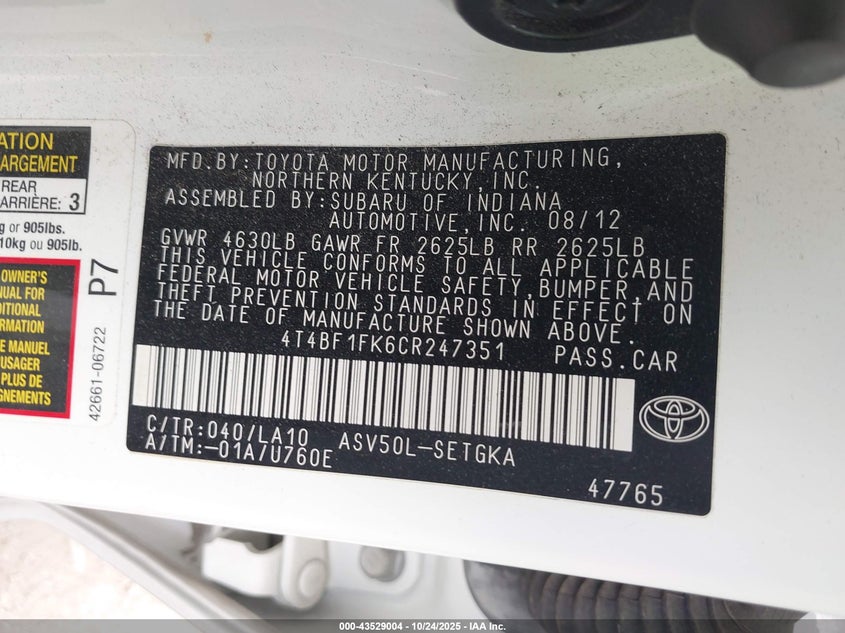 ATION
ARGEMENT
REAR
ARRIÈRE: 3
g or 905lbs.
10kg ou 905lb.
OWNER'S
NUAL FOR
DITIONAL
ORMATION
E MANUEL
USAGER
PLUS DE
IGNEMENTS
42661-06722
P7
MFD.BY:TOYOTA MOTOR MANUFACTURING,
NORTHERN KENTUCKY,INC.
ASSEMBLED BY:SUBARU OF INDIANA
AUTOMOTIVE,INC. 08/12
GVWR 4630LB GAWR FR 2625LB RR 2625LB
THIS VEHICLE CONFORMS TO ALL APPLICABLE
FEDERAL MOTOR VEHICLE SAFETY,BUMPER,AND
THEFT PREVENTION STANDARDS IN EFFECT ON
THE DATE OF MANUFACTURE SHOWN ABOVE.
4T4BF1FK6CR247351 PASS.CAR
C/TR:040/LA10 ASV50L-SETGKA
A/TM:-01A/U760E
47765
000-43529004 - 10/24/2025 - IAA Inc.